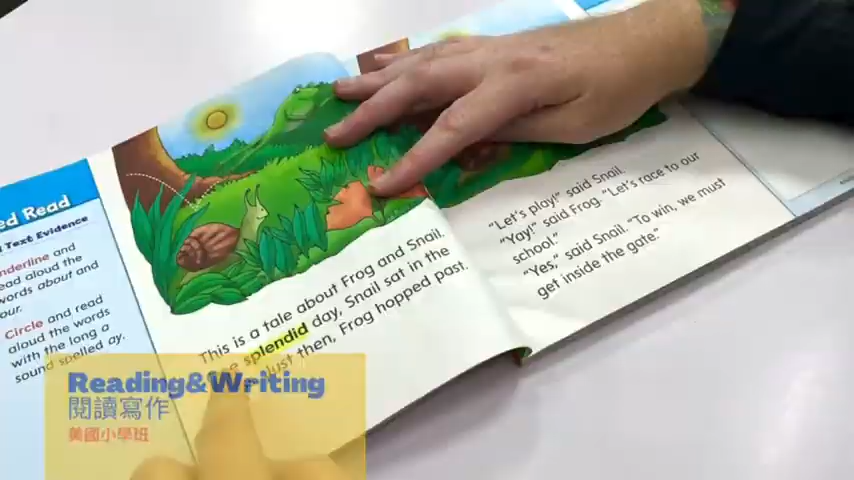 ed Read
Text Evidence
nderline and
ead aloud the
words about and
our.
Circle and read
aloud the words
with the long a
sound spelled ay.
This is a tale about Frog and Snail.
splendid day, Snail sat in the
just then, Frog hopped past.
"Let's play!" said Snail.
"Yay!" said Frog. "Let's race to our
school."
"Yes," said Snail. "To win, we must
get inside the gate."
Reading&Writing
閱讀寫作
美國小學班